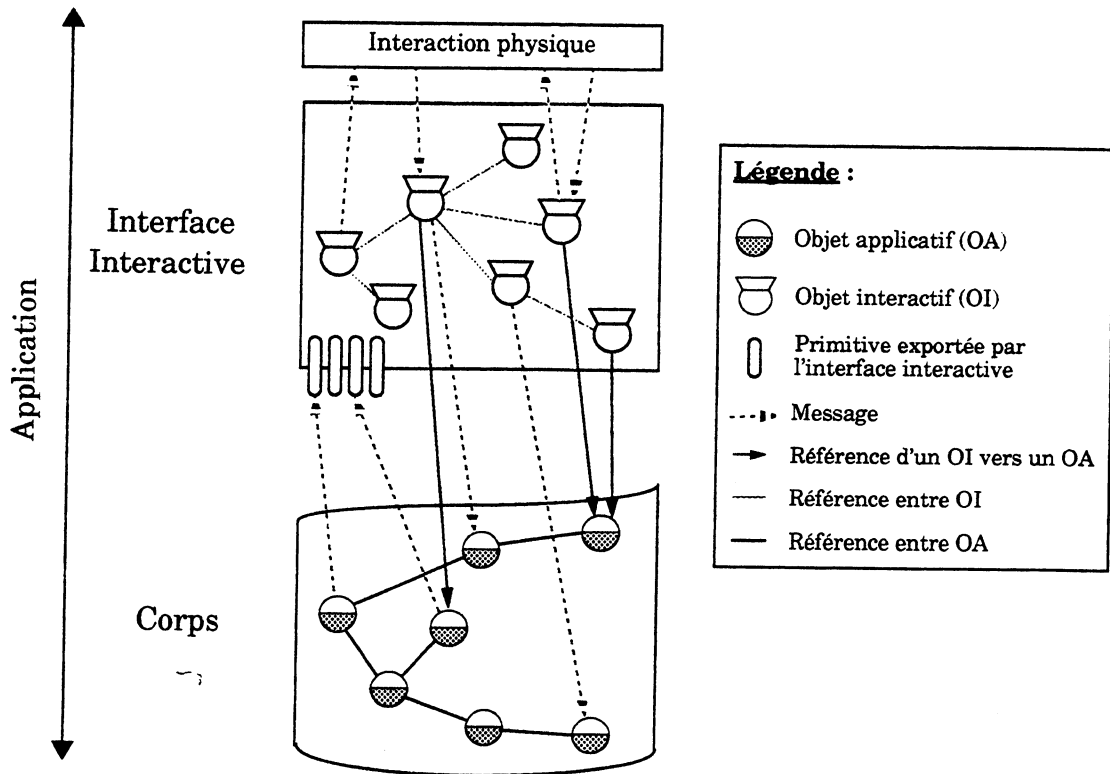 Interaction physique
Application
Interface
Interactive
Corps
Légende :
Objet applicatif (OA)
Objet interactif (OI)
Primitive exportée par
l'interface interactive
Message
Référence d'un OI vers un OA
Référence entre OI
Référence entre OA